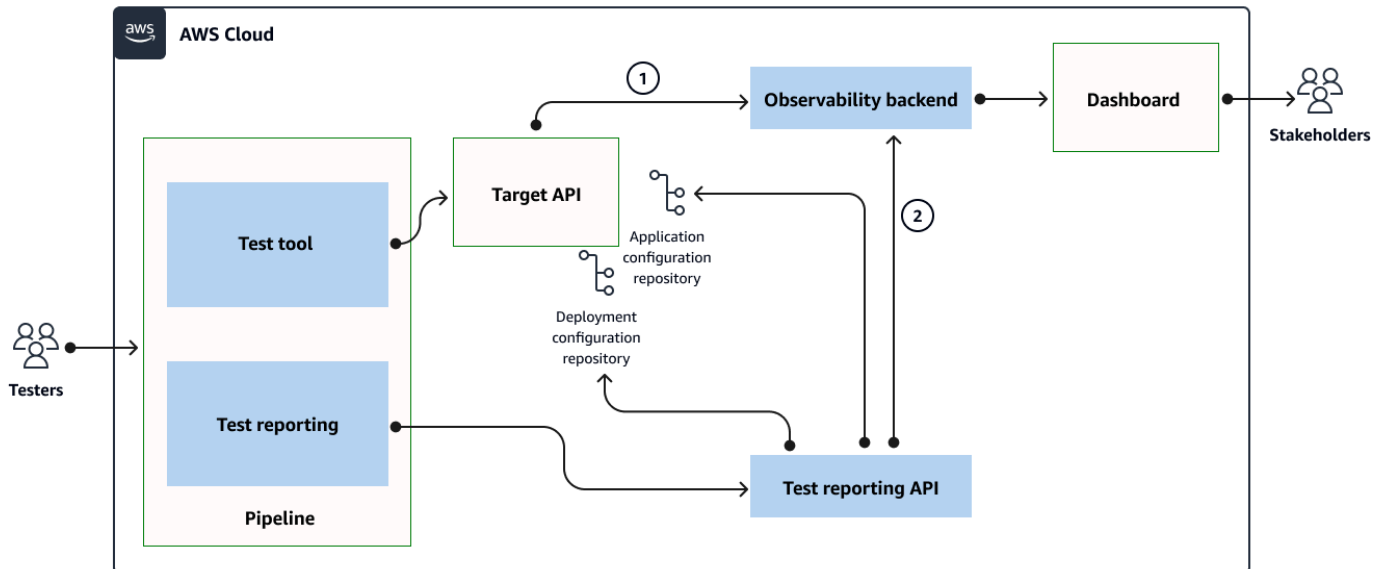 aws
AWS Cloud
1
Observability backend
Dashboard
Stakeholders
Target API
Test tool
2
Application
configuration
repository
Deployment
configuration
repository
Testers
Test reporting
Test reporting API
Pipeline